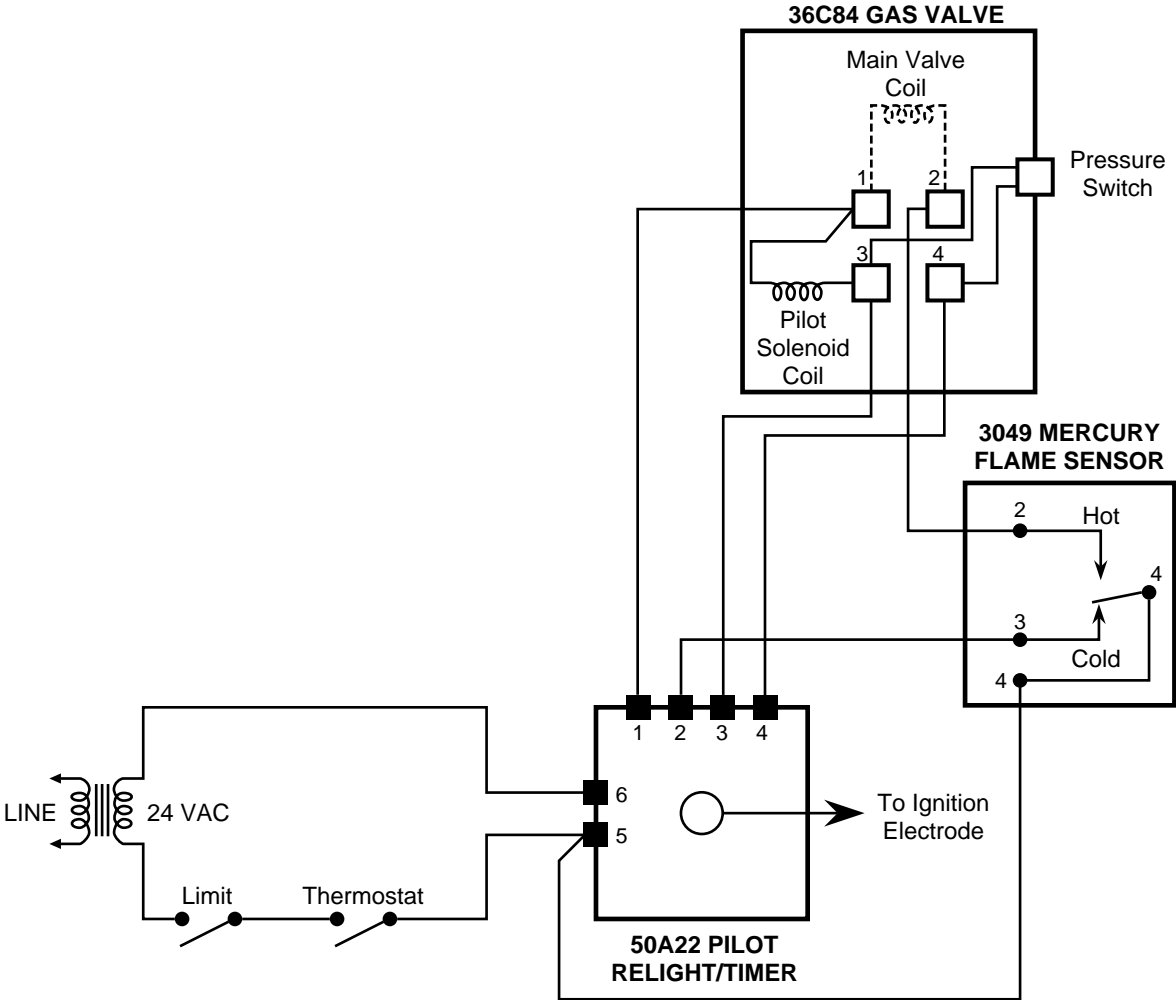 36C84 GAS VALVE
Main Valve
Coil
Pressure
Switch
1
2
3
4
Pilot
Solenoid
Coil
3049 MERCURY
FLAME SENSOR
2
Hot
4
3
Cold
4
1
2
3
4
6
5
To Ignition
Electrode
LINE
24 VAC
Limit
Thermostat
50A22 PILOT
RELIGHT/TIMER